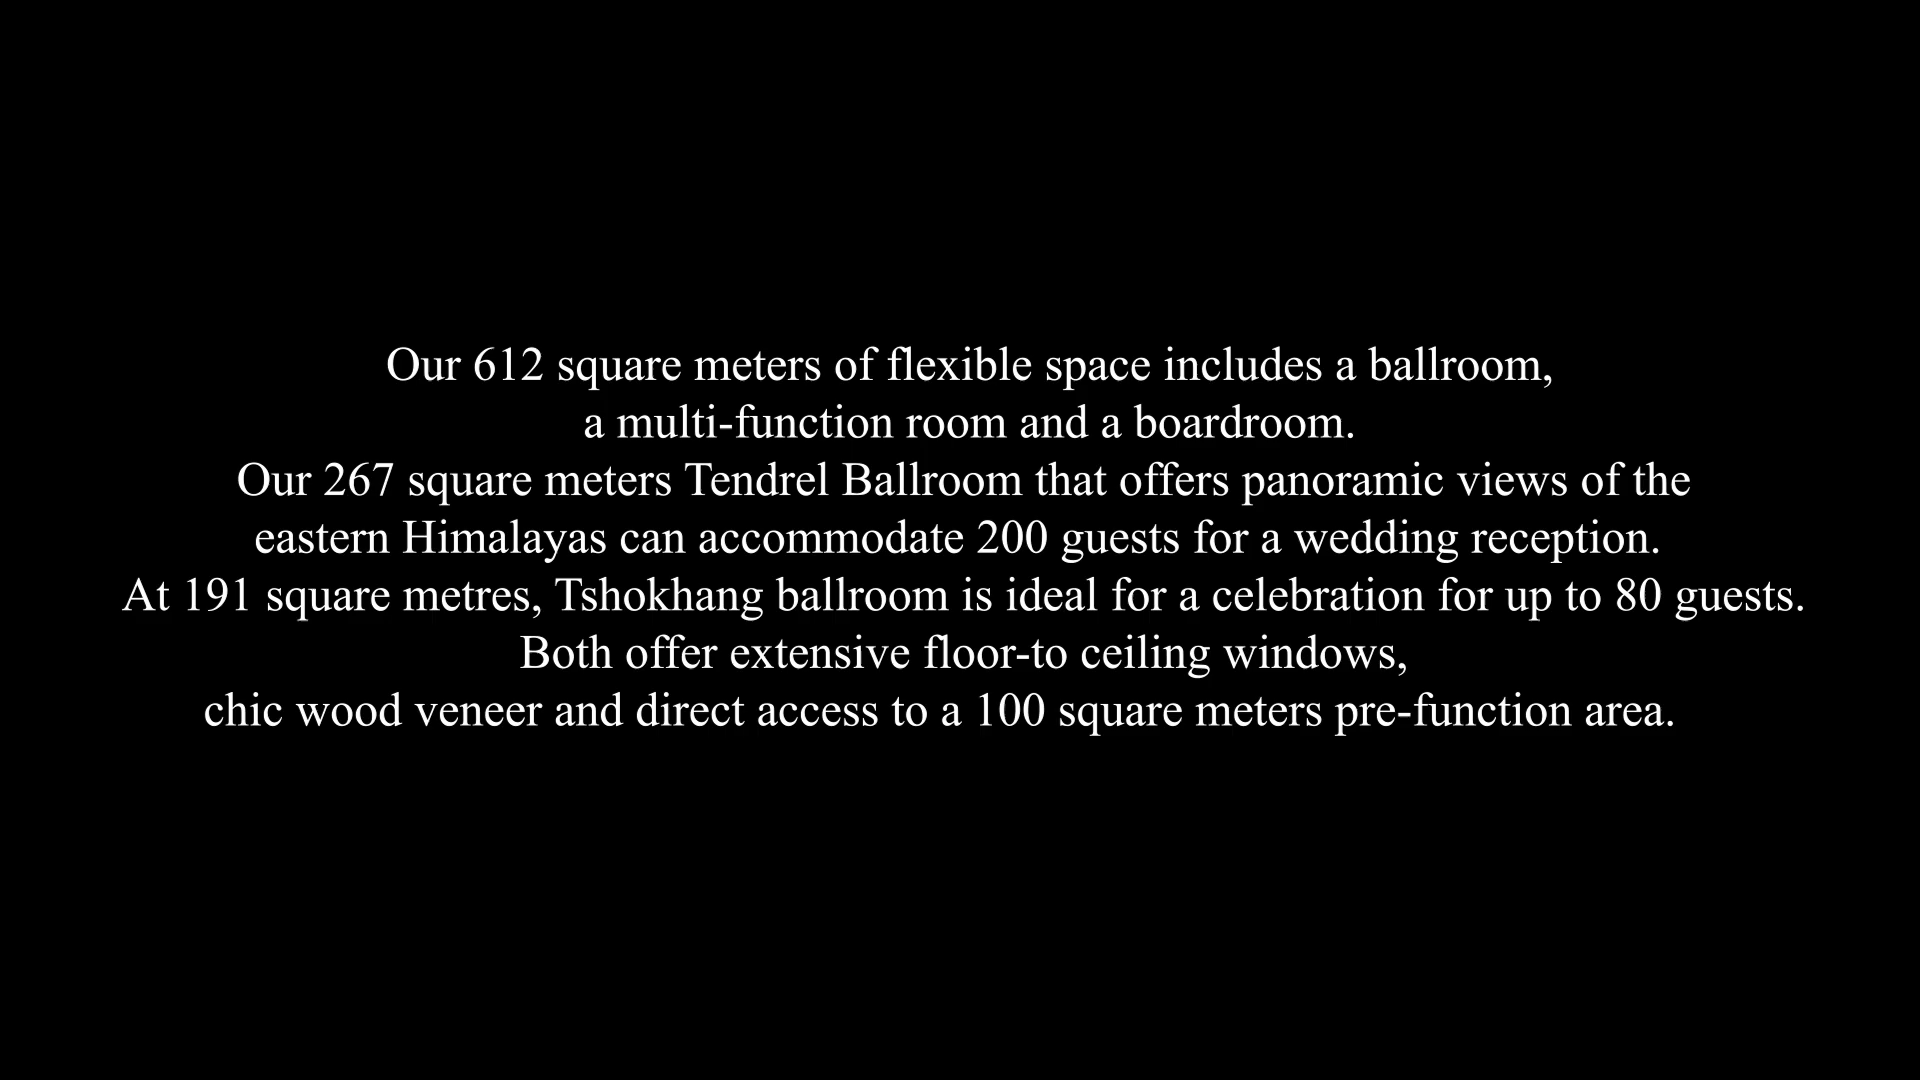 Our 612 square meters of flexible space includes a ballroom,
a multi-function room and a boardroom.
Our 267 square meters Tendrel Ballroom that offers panoramic views of the
eastern Himalayas can accommodate 200 guests for a wedding reception.
At 191 square metres, Tshokhang ballroom is ideal for a celebration for up to 80 guests.
Both offer extensive floor-to ceiling windows,
chic wood veneer and direct access to a 100 square meters pre-function area.